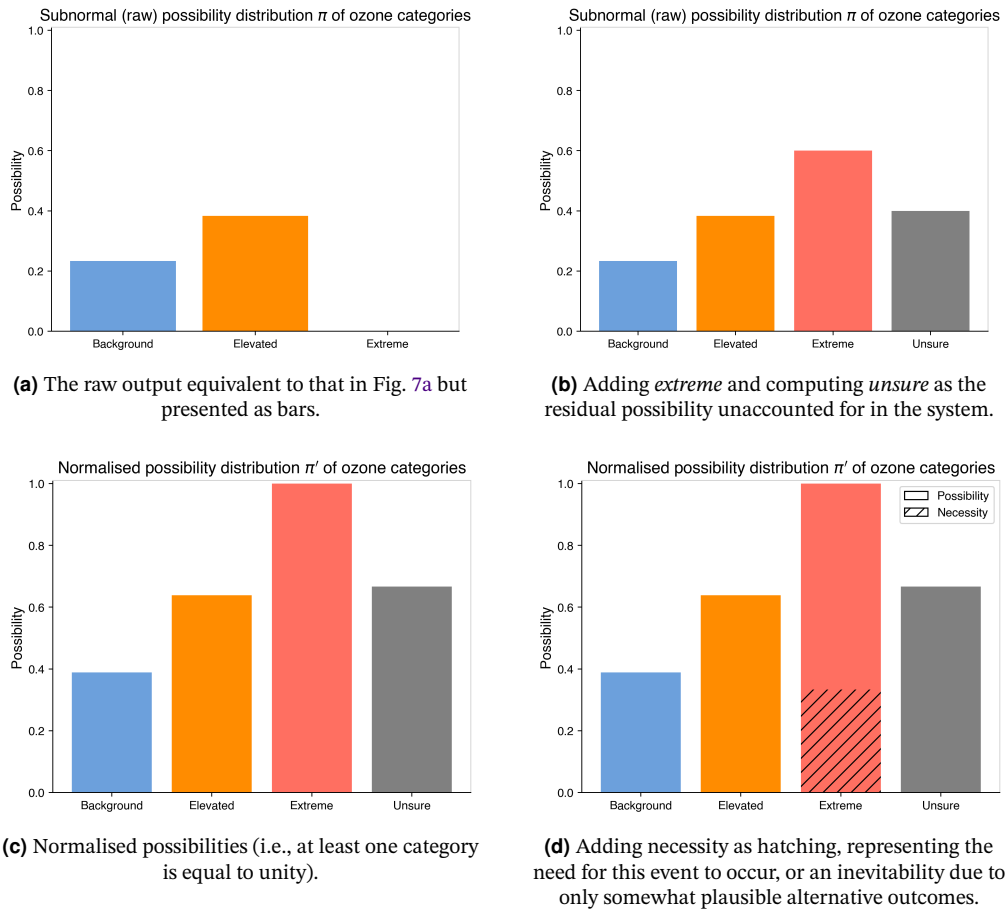 Subnormal (raw) possibility distribution π of ozone categories
1.0
0.8
0.6
0.4
0.2
0.0
Possibility
Background
Elevated
Extreme
(a) The raw output equivalent to that in Fig. 7a but
presented as bars.
Subnormal (raw) possibility distribution π of ozone categories
1.0
0.8
0.6
0.4
0.2
0.0
Possibility
Background
Elevated
Extreme
Unsure
(b) Adding extreme and computing unsure as the
residual possibility unaccounted for in the system.
Normalised possibility distribution π′ of ozone categories
1.0
0.8
0.6
0.4
0.2
0.0
Possibility
Background
Elevated
Extreme
Unsure
(c) Normalised possibilities (i.e., at least one category
is equal to unity).
Normalised possibility distribution π′ of ozone categories
1.0
0.8
0.6
0.4
0.2
0.0
Possibility
Possibility
Necessity
Background
Elevated
Extreme
Unsure
(d) Adding necessity as hatching, representing the
need for this event to occur, or an inevitability due to
only somewhat plausible alternative outcomes.